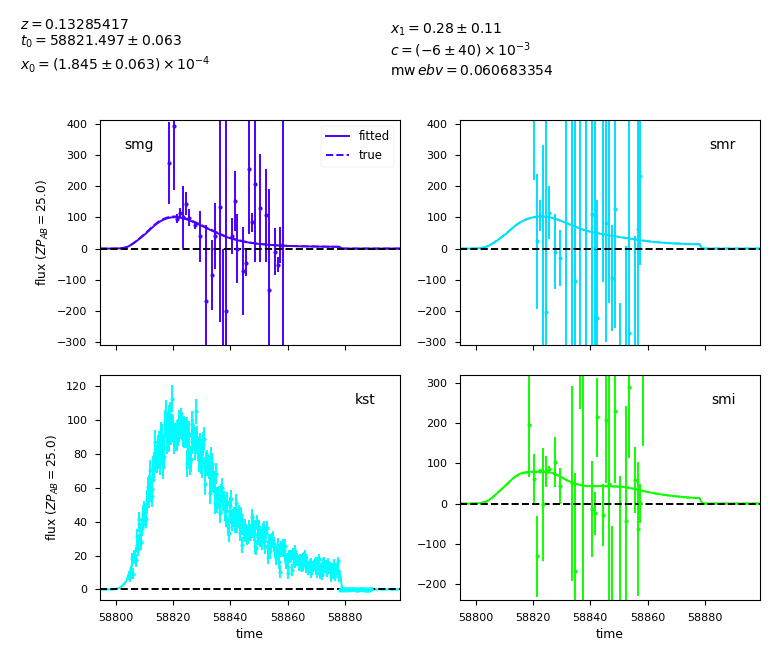 z = 0.13285417
t₀ = 58821.497 ± 0.063
x₀ = (1.845 ± 0.063) × 10⁻⁴
x₁ = 0.28 ± 0.11
c = (−6 ± 40) × 10⁻³
mw ebv = 0.060683354
smg
fitted
true
400
300
200
100
0
−100
−200
−300
flux (ZP_AB = 25.0)
smr
400
300
200
100
0
−100
−200
−300
kst
120
100
80
60
40
20
0
flux (ZP_AB = 25.0)
58800 58820 58840 58860 58880
time
smi
300
200
100
0
−100
−200
58800 58820 58840 58860 58880
time